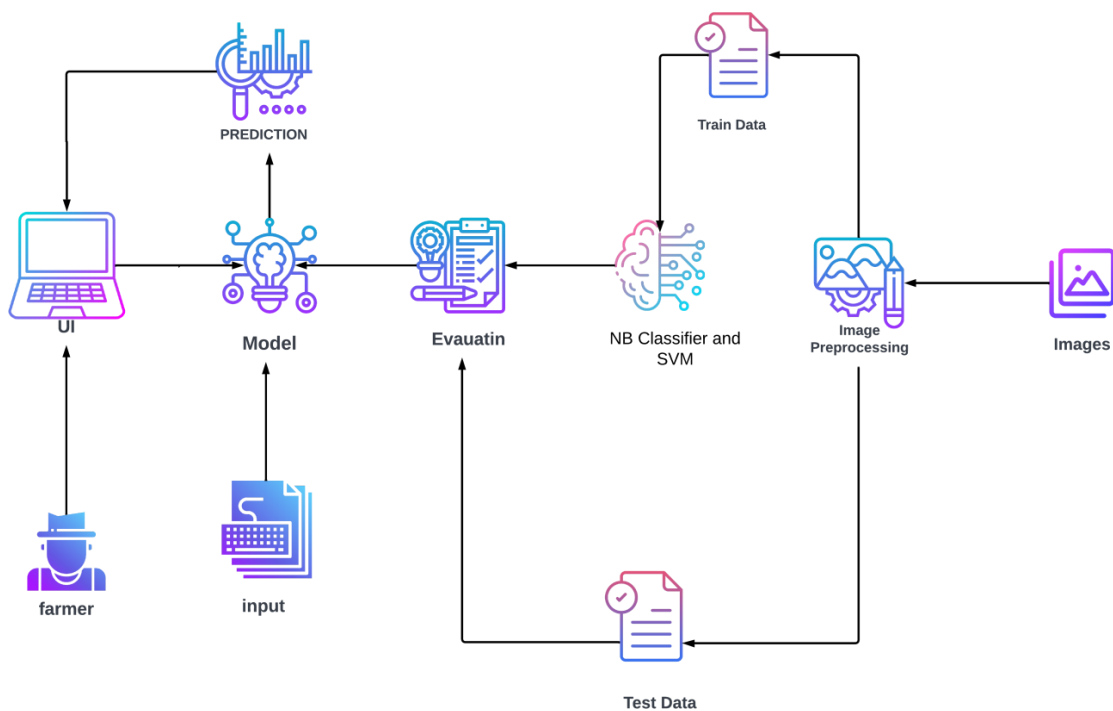 PREDICTION
Train Data
UI
Model
Evauatin
NB Classifier and
SVM
Image
Preprocessing
Images
farmer
input
Test Data